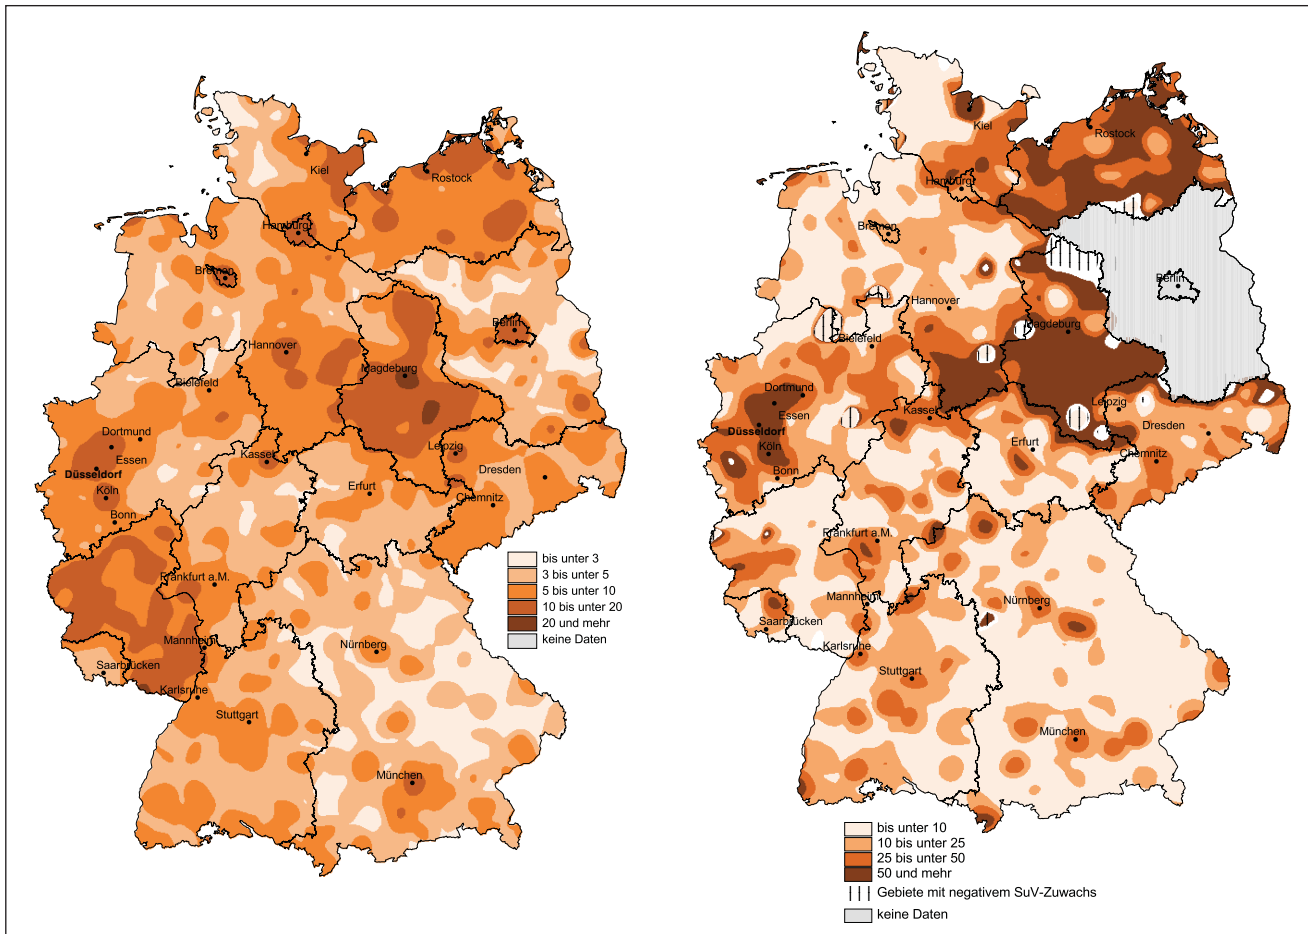 Kiel
Rostock
Hamburg
Bremen
Berlin
Hannover
Magdeburg
Bielefeld
Dortmund
Essen
Düsseldorf
Köln
Bonn
Kassel
Leipzig
Dresden
Erfurt
Chemnitz
Frankfurt a.M.
Mannheim
Saarbrücken
Karlsruhe
Nürnberg
Stuttgart
München
bis unter 3
3 bis unter 5
5 bis unter 10
10 bis unter 20
20 und mehr
keine Daten
Kiel
Rostock
Hamburg
Bremen
Berlin
Hannover
Magdeburg
Bielefeld
Dortmund
Essen
Düsseldorf
Köln
Bonn
Kassel
Leipzig
Dresden
Erfurt
Chemnitz
Frankfurt a.M.
Mannheim
Saarbrücken
Karlsruhe
Nürnberg
Stuttgart
München
bis unter 10
10 bis unter 25
25 bis unter 50
50 und mehr
Gebiete mit negativem SuV-Zuwachs
keine Daten